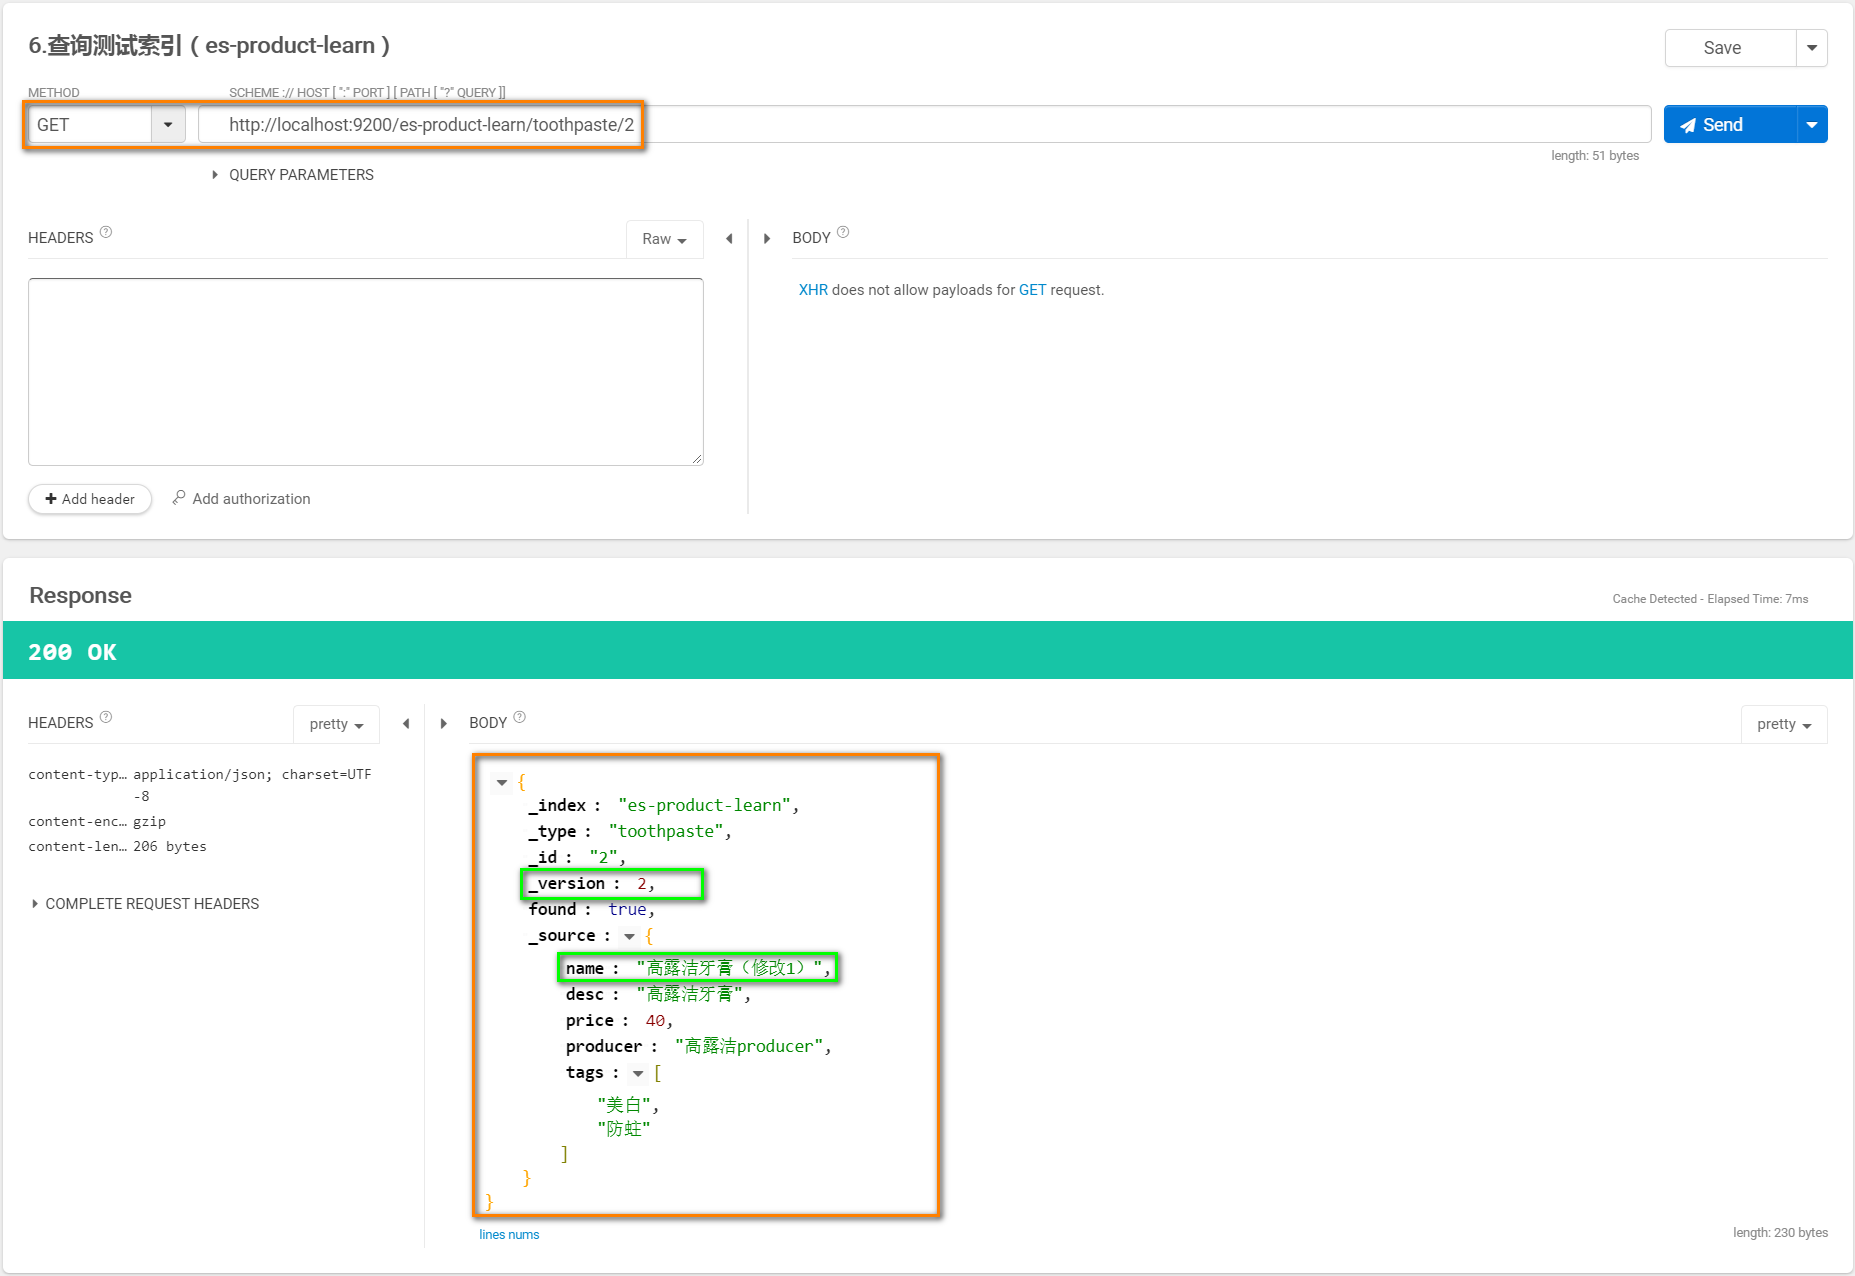 6.查询测试索引（es-product-learn）
Save
METHOD
SCHEME :// HOST [ ":" PORT ] [ PATH [ "?" QUERY ]]
GET
http://localhost:9200/es-product-learn/toothpaste/2
Send
length: 51 bytes
QUERY PARAMETERS
HEADERS ?
Raw
BODY ?
XHR does not allow payloads for GET request.
+ Add header
Add authorization
Response
Cache Detected - Elapsed Time: 7ms
200 OK
HEADERS ?
pretty
content-typ… application/json; charset=UTF
-8
content-enc… gzip
content-len… 206 bytes
COMPLETE REQUEST HEADERS
BODY ?
pretty
{
_index : "es-product-learn",
_type : "toothpaste",
_id : "2",
_version : 2,
found : true,
_source : {
name : "高露洁牙膏（修改1）",
desc : "高露洁牙膏",
price : 40,
producer : "高露洁producer",
tags : [
"美白",
"防蛀"
]
}
}
lines nums
length: 230 bytes